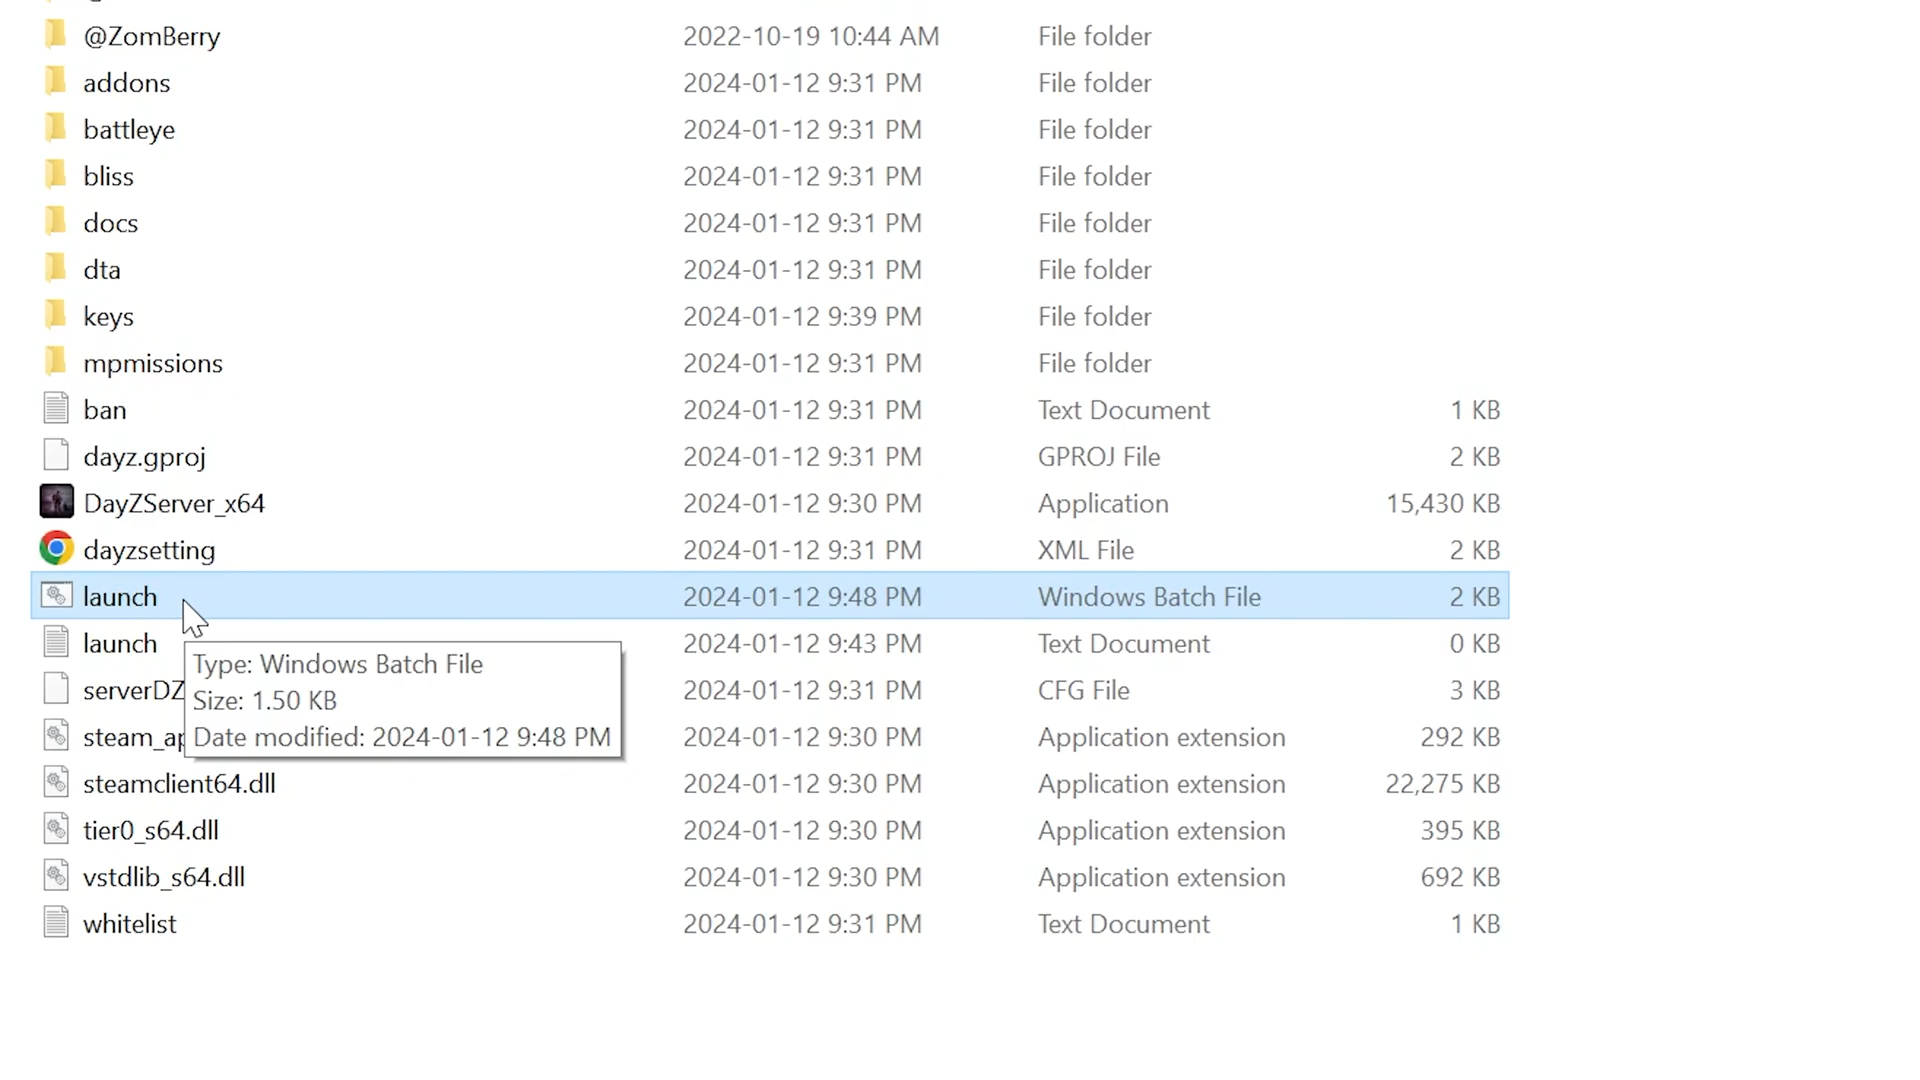 @ZomBerry 2022-10-19 10:44 AM File folder
addons 2024-01-12 9:31 PM File folder
battleye 2024-01-12 9:31 PM File folder
bliss 2024-01-12 9:31 PM File folder
docs 2024-01-12 9:31 PM File folder
dta 2024-01-12 9:31 PM File folder
keys 2024-01-12 9:39 PM File folder
mpmissions 2024-01-12 9:31 PM File folder
ban 2024-01-12 9:31 PM Text Document 1 KB
dayz.gproj 2024-01-12 9:31 PM GPROJ File 2 KB
DayZServer_x64 2024-01-12 9:30 PM Application 15,430 KB
dayzsetting 2024-01-12 9:31 PM XML File 2 KB
launch 2024-01-12 9:48 PM Windows Batch File 2 KB
launch 2024-01-12 9:43 PM Text Document 0 KB
Type: Windows Batch File
serverDZ 2024-01-12 9:31 PM CFG File 3 KB
Size: 1.50 KB
steam_ap 2024-01-12 9:30 PM Application extension 292 KB
Date modified: 2024-01-12 9:48 PM
steamclient64.dll 2024-01-12 9:30 PM Application extension 22,275 KB
tier0_s64.dll 2024-01-12 9:30 PM Application extension 395 KB
vstdlib_s64.dll 2024-01-12 9:30 PM Application extension 692 KB
whitelist 2024-01-12 9:31 PM Text Document 1 KB